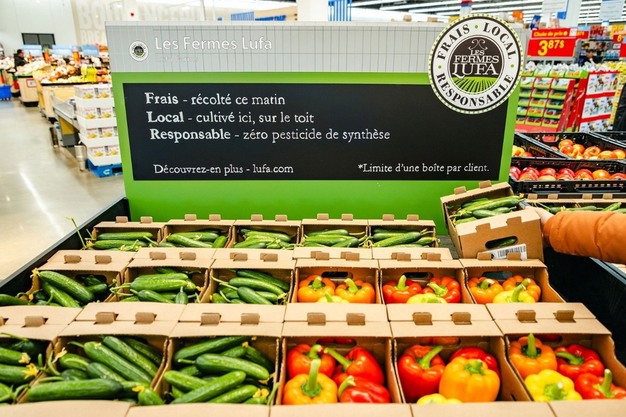 Les Fermes Lufa
FRAIS · LOCAL
LES FERMES
LUFA
RESPONSABLE
Frais - récolté ce matin
Local - cultivé ici, sur le toit
Responsable - zéro pesticide de synthèse
Découvrez-en plus - lufa.com
*Limite d'une boîte par client.